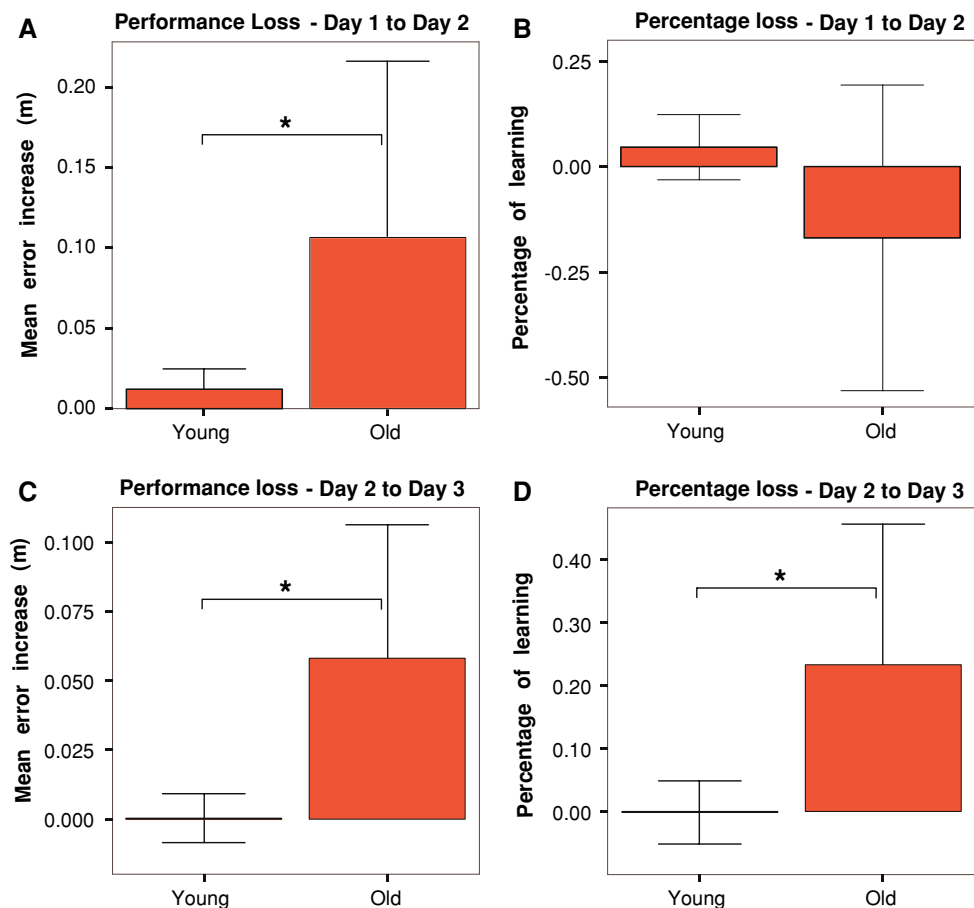 A
Performance Loss - Day 1 to Day 2
Mean error increase (m)
0.20
0.15
0.10
0.05
0.00
*
Young
Old
B
Percentage loss - Day 1 to Day 2
Percentage of learning
0.25
0.00
-0.25
-0.50
Young
Old
C
Performance loss - Day 2 to Day 3
Mean error increase (m)
0.100
0.075
0.050
0.025
0.000
*
Young
Old
D
Percentage loss - Day 2 to Day 3
Percentage of learning
0.40
0.30
0.20
0.10
0.00
*
Young
Old